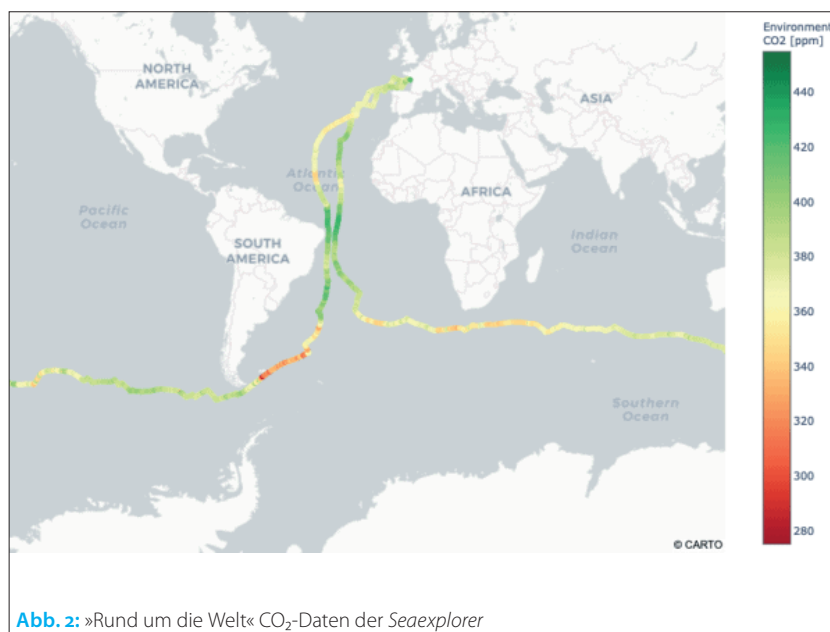 Environment
CO2 [ppm]
NORTH
AMERICA
ASIA
Atlantic
Ocean
AFRICA
Pacific
Ocean
Indian
Ocean
SOUTH
AMERICA
Southern
Ocean
440
420
400
380
360
340
320
300
280
© CARTO
Abb. 2: »Rund um die Welt« CO₂-Daten der Seaexplorer